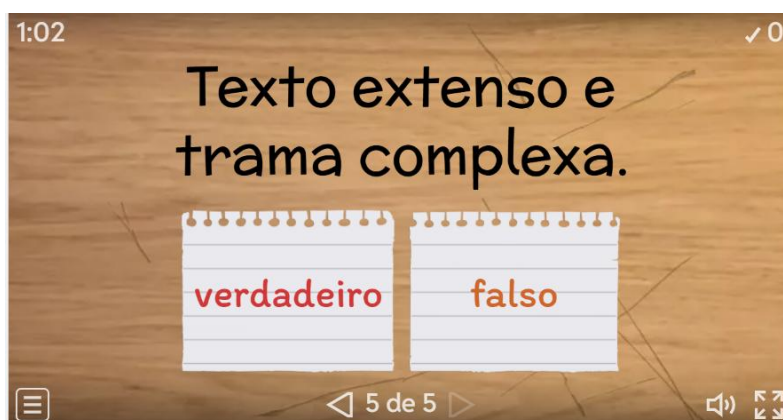 1:02
✓ 0
Texto extenso e
trama complexa.
verdadeiro
falso
5 de 5